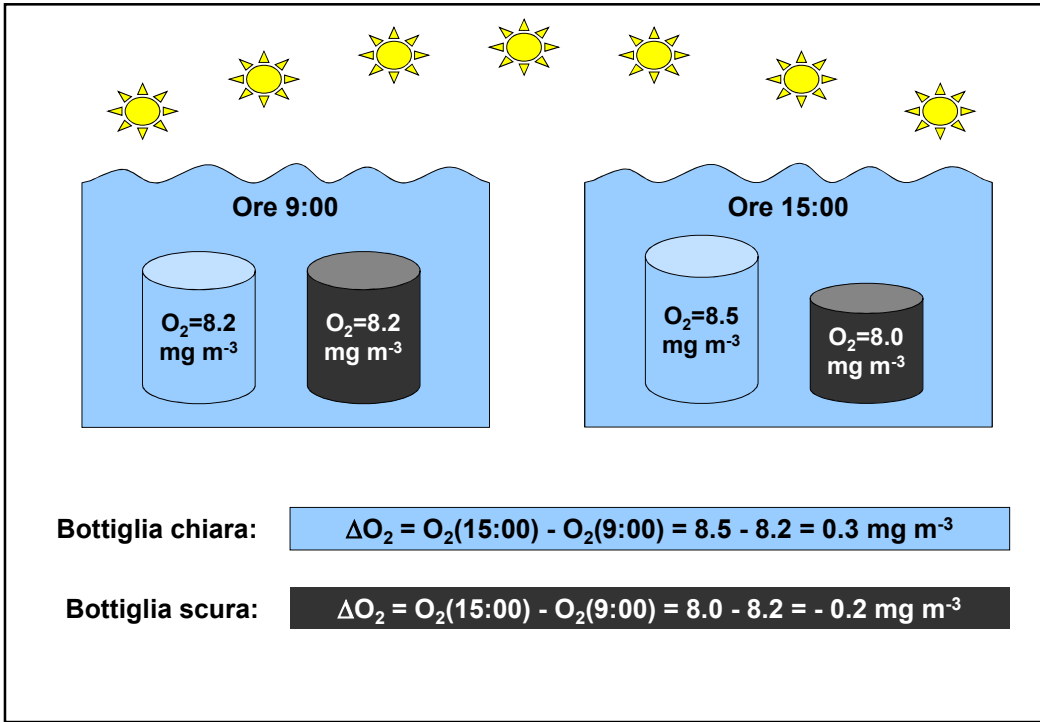 Ore 9:00
Ore 15:00
O₂=8.2
mg m⁻³
O₂=8.2
mg m⁻³
O₂=8.5
mg m⁻³
O₂=8.0
mg m⁻³
Bottiglia chiara:
ΔO₂ = O₂(15:00) - O₂(9:00) = 8.5 - 8.2 = 0.3 mg m⁻³
Bottiglia scura:
ΔO₂ = O₂(15:00) - O₂(9:00) = 8.0 - 8.2 = - 0.2 mg m⁻³